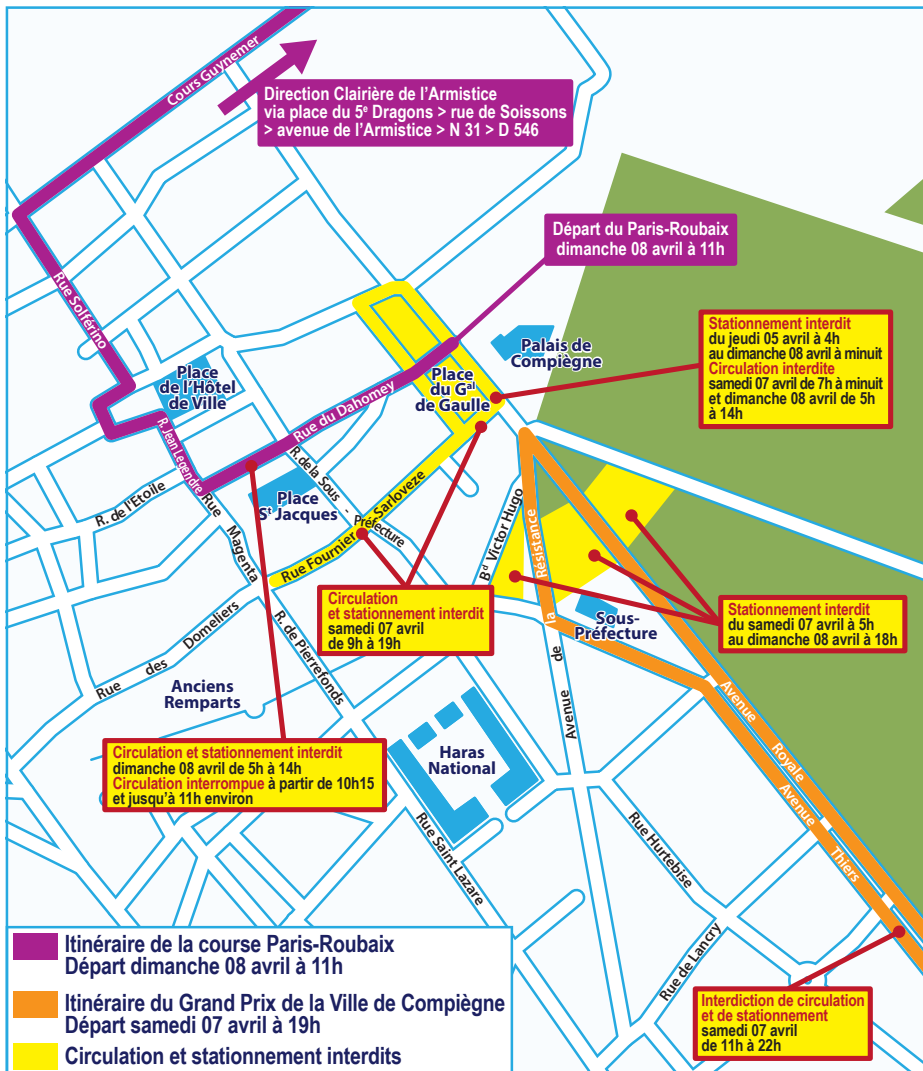 Cours Guynemer
Direction Clairière de l'Armistice
via place du 5e Dragons > rue de Soissons
> avenue de l'Armistice > N 31 > D 546
Départ du Paris-Roubaix
dimanche 08 avril à 11h
Rue Solférino
Stationnement interdit
du jeudi 05 avril à 4h
au dimanche 08 avril à minuit
Circulation interdite
samedi 07 avril de 7h à minuit
et dimanche 08 avril de 5h
à 14h
Palais de
Compiègne
Place
de l'Hôtel
de Ville
Place
du Gal
de Gaulle
Rue du Dahomey
R. Jean Legendre
R. de l'Etoile
Rue Magenta
Place
St Jacques
R. de la Sous - Préfecture
Rue Fournier Sarloveze
Bd Victor Hugo
Avenue de la Résistance
Circulation
et stationnement interdit
samedi 07 avril
de 9h à 19h
Sous-
Préfecture
Stationnement interdit
du samedi 07 avril à 5h
au dimanche 08 avril à 18h
Rue des Domeliers
R. de Pierrefonds
Anciens
Remparts
Avenue Royale
Avenue Thiers
Circulation et stationnement interdit
dimanche 08 avril de 5h à 14h
Circulation interrompue à partir de 10h15
et jusqu'à 11h environ
Haras
National
Rue Saint Lazare
Rue Hurtebise
Rue de Lancry
Interdiction de circulation
et de stationnement
samedi 07 avril
de 11h à 22h
Itinéraire de la course Paris-Roubaix
Départ dimanche 08 avril à 11h
Itinéraire du Grand Prix de la Ville de Compiègne
Départ samedi 07 avril à 19h
Circulation et stationnement interdits